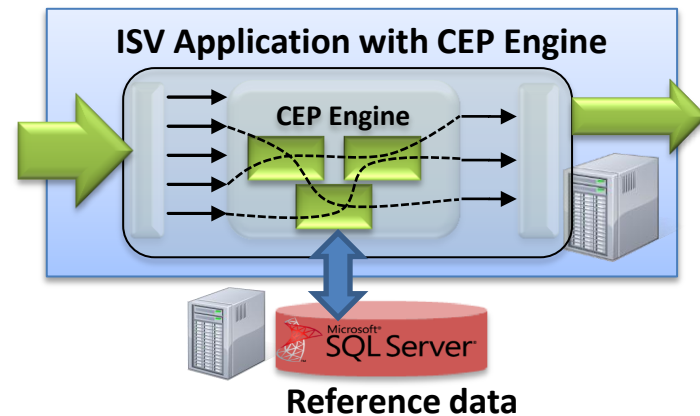 ISV Application with CEP Engine
CEP Engine
Microsoft®
SQL Server®
Reference data